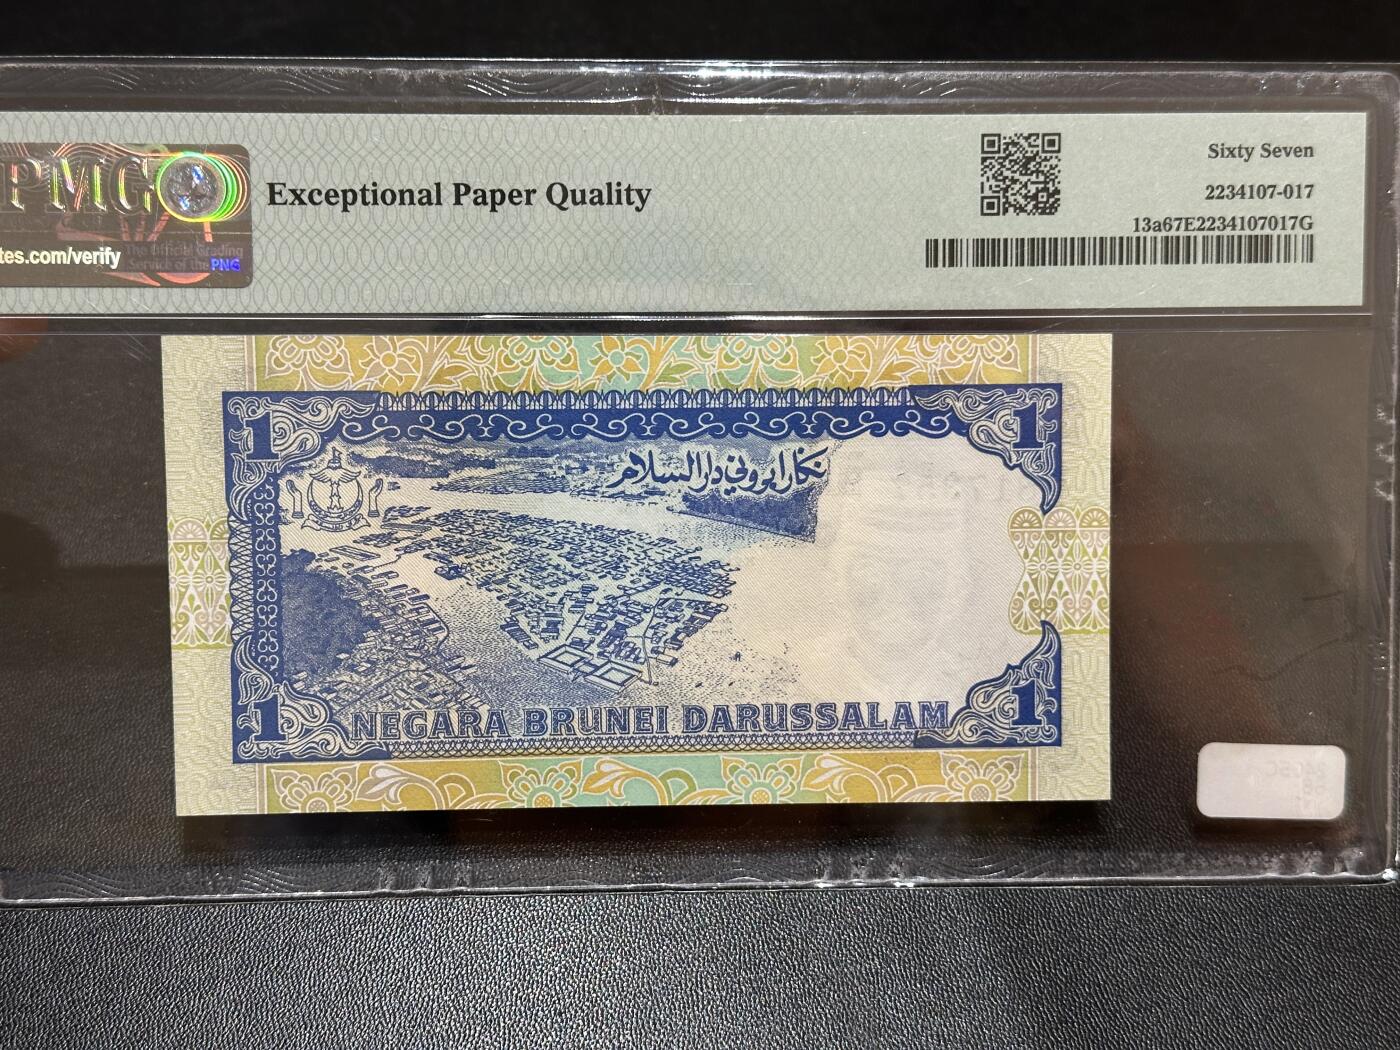 PMG
tes.com/verify
The Official Grading
Service of the PNG
Exceptional Paper Quality
Sixty Seven
2234107-017
13a67E2234107017G
1
1
نڬارا بروني دارالسلام
1
NEGARA BRUNEI DARUSSALAM
1